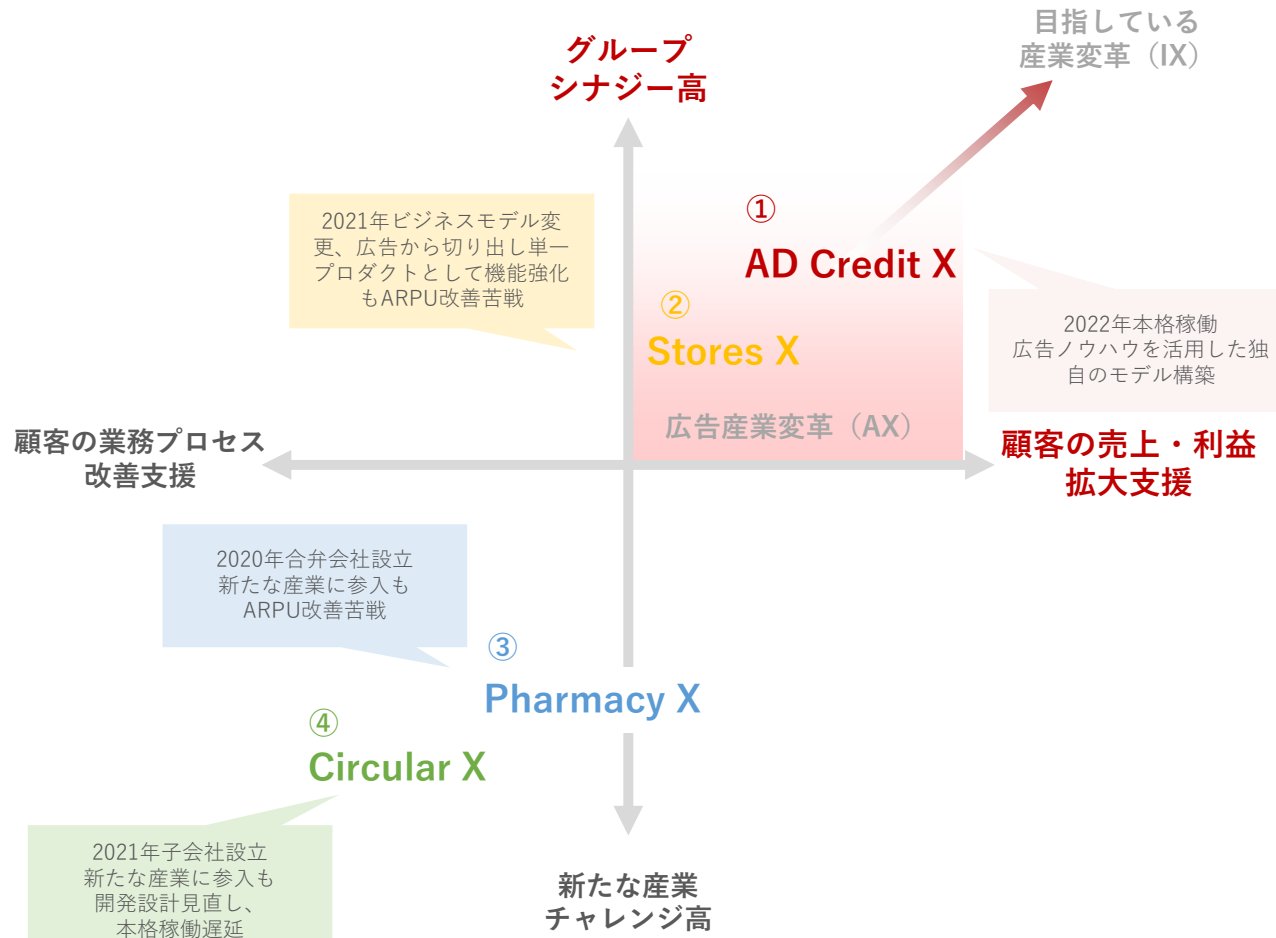 目指している
産業変革（IX）
グループ
シナジー高
①
AD Credit X
2021年ビジネスモデル変
更、広告から切り出し単一
プロダクトとして機能強化
もARPU改善苦戦
②
Stores X
2022年本格稼働
広告ノウハウを活用した独
自のモデル構築
広告産業変革（AX）
顧客の業務プロセス
改善支援
顧客の売上・利益
拡大支援
2020年合弁会社設立
新たな産業に参入も
ARPU改善苦戦
③
Pharmacy X
④
Circular X
2021年子会社設立
新たな産業に参入も
開発設計見直し、
本格稼働遅延
新たな産業
チャレンジ高